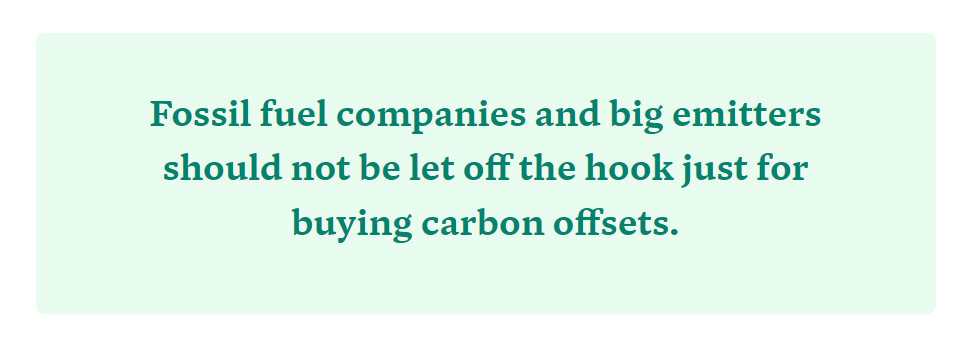 Fossil fuel companies and big emitters
should not be let off the hook just for
buying carbon offsets.